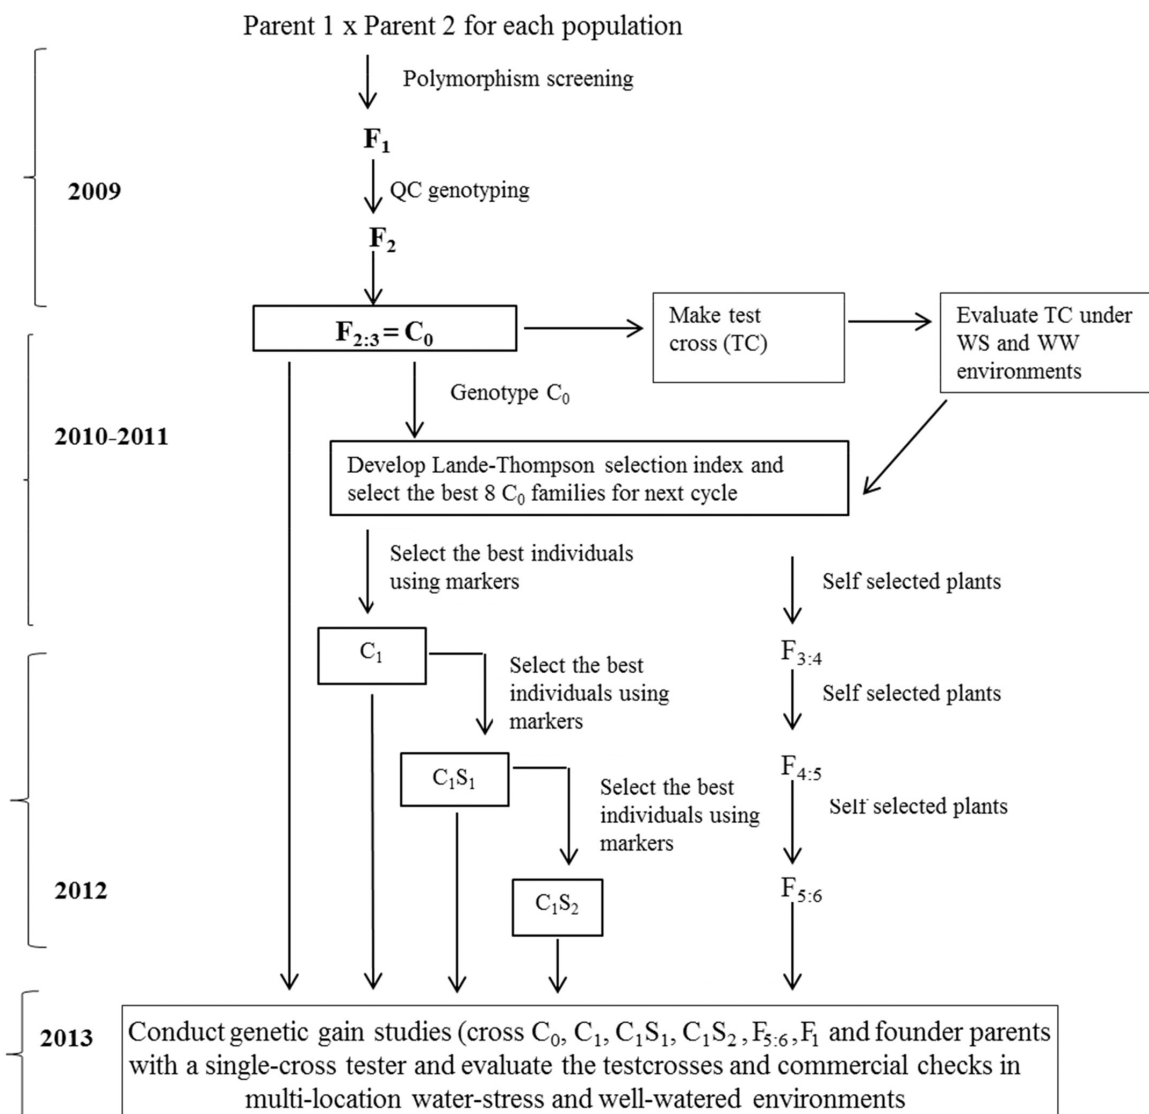 Parent 1 x Parent 2 for each population
Polymorphism screening
F₁
2009
QC genotyping
F₂
F₂:₃ = C₀
Make test
cross (TC)
Evaluate TC under
WS and WW
environments
Genotype C₀
2010-2011
Develop Lande-Thompson selection index and
select the best 8 C₀ families for next cycle
Select the best individuals
using markers
Self selected plants
C₁
F₃:₄
Select the best
individuals using
markers
Self selected plants
C₁S₁
F₄:₅
Select the best
individuals using
markers
Self selected plants
2012
C₁S₂
F₅:₆
2013
Conduct genetic gain studies (cross C₀, C₁, C₁S₁, C₁S₂ , F₅:₆, F₁ and founder parents
with a single-cross tester and evaluate the testcrosses and commercial checks in
multi-location water-stress and well-watered environments